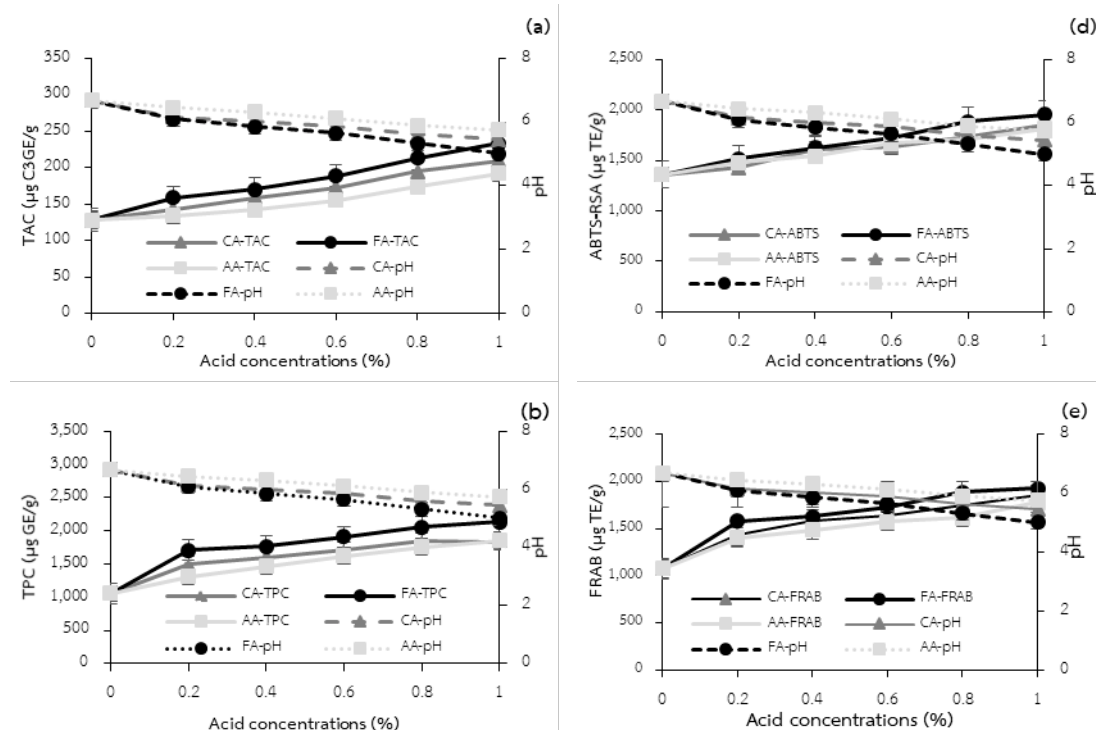 (a)
TAC (µg C3GE/g)
350
300
250
200
150
100
50
0
8
6
4
2
0
pH
CA-TAC
FA-TAC
AA-TAC
CA-pH
FA-pH
AA-pH
0 0.2 0.4 0.6 0.8 1
Acid concentrations (%)
(d)
ABTS-RSA (µg TE/g)
2,500
2,000
1,500
1,000
500
0
8
6
4
2
0
pH
CA-ABTS
FA-ABTS
AA-ABTS
CA-pH
FA-pH
AA-pH
0 0.2 0.4 0.6 0.8 1
Acid concentrations (%)
(b)
TPC (µg GE/g)
3,500
3,000
2,500
2,000
1,500
1,000
500
0
8
6
4
2
0
pH
CA-TPC
FA-TPC
AA-TPC
CA-pH
FA-pH
AA-pH
0 0.2 0.4 0.6 0.8 1
Acid concentrations (%)
(e)
FRAB (µg TE/g)
2,500
2,000
1,500
1,000
500
0
8
6
4
2
0
pH
CA-FRAB
FA-FRAB
AA-FRAB
CA-pH
FA-pH
AA-pH
0 0.2 0.4 0.6 0.8 1
Acid concentrations (%)